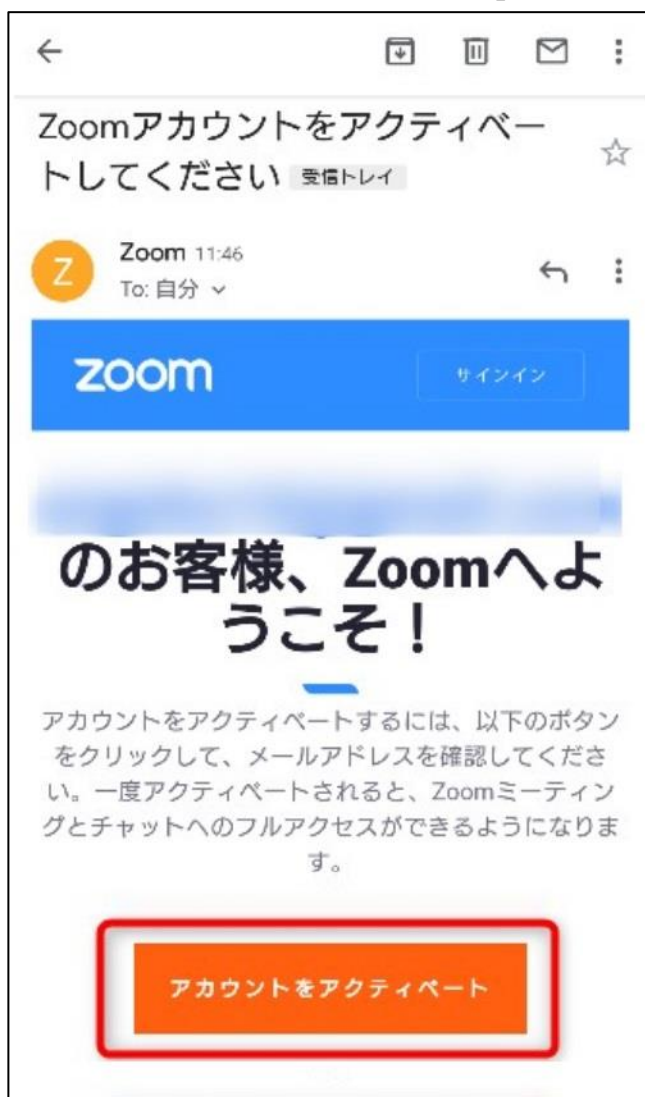 Zoomアカウントをアクティベー
トしてください 受信トレイ
Z
Zoom 11:46
To: 自分
zoom
サインイン
のお客様、Zoomへよ
うこそ！
アカウントをアクティベートするには、以下のボタン
をクリックして、メールアドレスを確認してくださ
い。一度アクティベートされると、Zoomミーティン
グとチャットへのフルアクセスができるようになりま
す。
アカウントをアクティベート